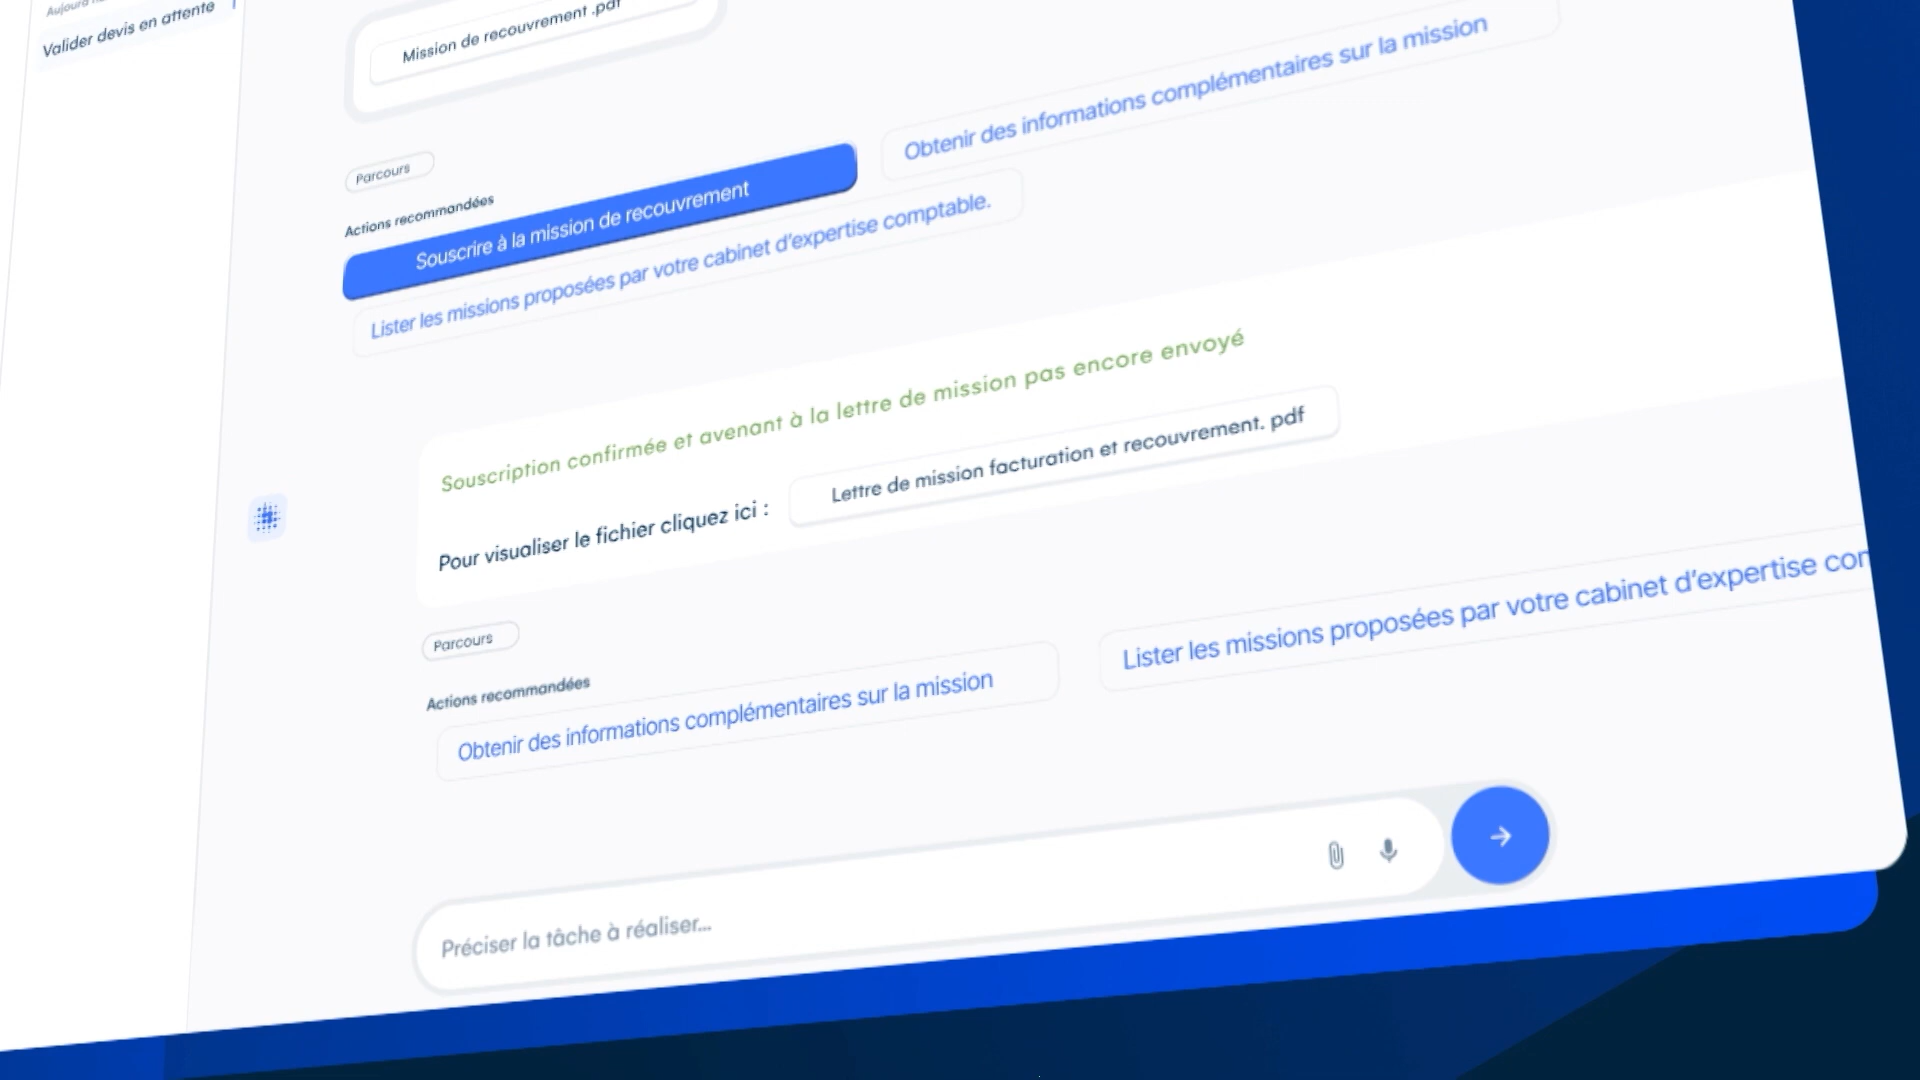 Valider devis en attente
Mission de recouvrement .pdf
Parcours
Actions recommandées
Souscrire à la mission de recouvrement
Obtenir des informations complémentaires sur la mission
Lister les missions proposées par votre cabinet d'expertise comptable.
Souscription confirmée et avenant à la lettre de mission pas encore envoyé
Pour visualiser le fichier cliquez ici :
Lettre de mission facturation et recouvrement. pdf
Parcours
Actions recommandées
Obtenir des informations complémentaires sur la mission
Lister les missions proposées par votre cabinet d'expertise
Préciser la tâche à réaliser...